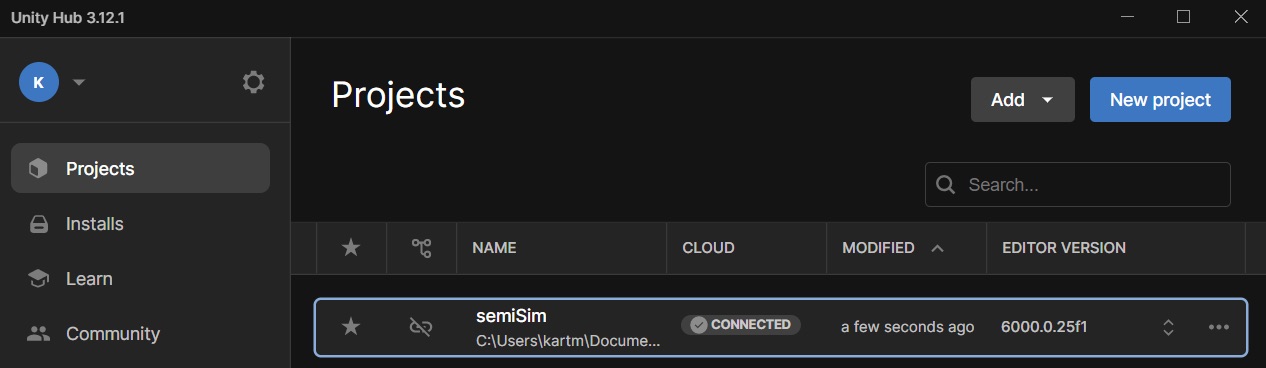 Unity Hub 3.12.1
K
Projects
Add
New project
Projects
Search...
Installs
NAME
CLOUD
MODIFIED
EDITOR VERSION
Learn
semiSim
CONNECTED
a few seconds ago
6000.0.25f1
C:\Users\kartm\Docume...
Community